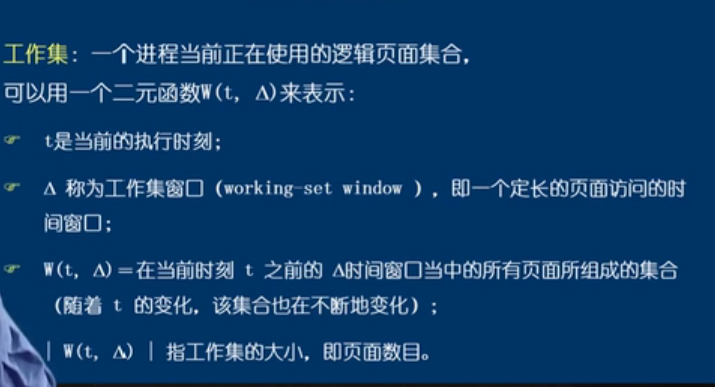 工作集：一个进程当前正在使用的逻辑页面集合，
可以用一个二元函数W(t, Δ)来表示：
t是当前的执行时刻；
Δ 称为工作集窗口（working-set window ），即一个定长的页面访问的时
间窗口；
W(t, Δ)＝在当前时刻 t 之前的 Δ时间窗口当中的所有页面所组成的集合
（随着 t 的变化，该集合也在不断地变化）；
| W(t, Δ) | 指工作集的大小，即页面数目。